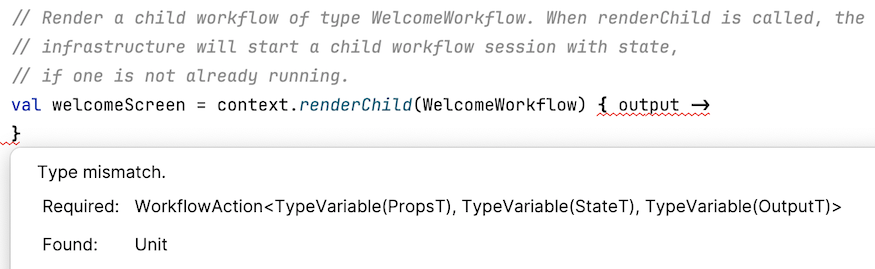 // Render a child workflow of type WelcomeWorkflow. When renderChild is called, the
// infrastructure will start a child workflow session with state,
// if one is not already running.
val welcomeScreen = context.renderChild(WelcomeWorkflow) { output ->
}
Type mismatch.
Required: WorkflowAction<TypeVariable(PropsT), TypeVariable(StateT), TypeVariable(OutputT)>
Found: Unit